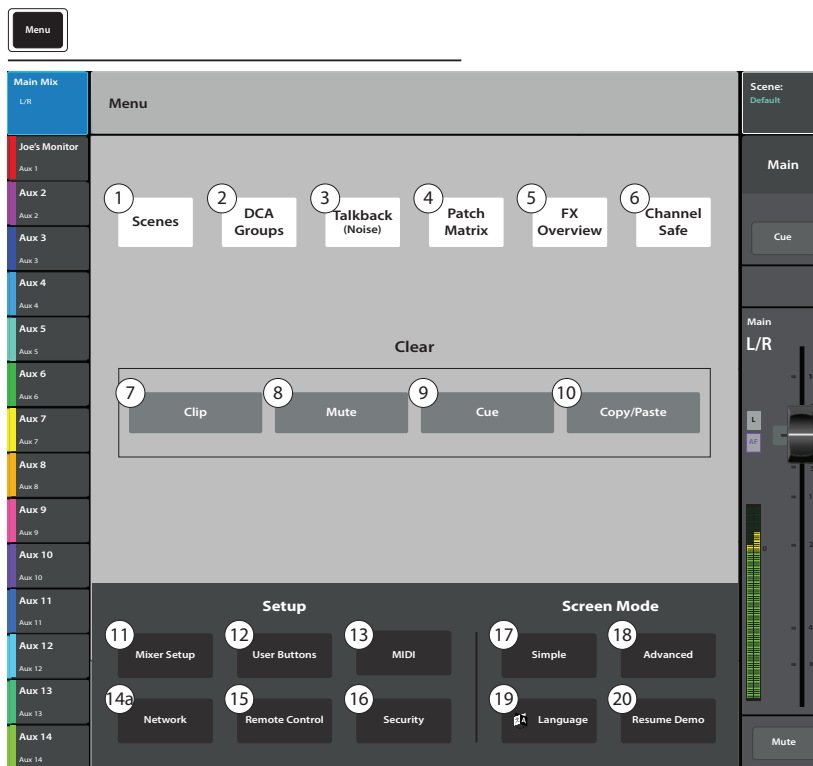 Menu
Main Mix
L/R
Menu
Scene:
Default
Joe's Monitor
Aux 1
Aux 2
Aux 2
Aux 3
Aux 3
Aux 4
Aux 4
Aux 5
Aux 5
Aux 6
Aux 6
Aux 7
Aux 7
Aux 8
Aux 8
Aux 9
Aux 9
Aux 10
Aux 10
Aux 11
Aux 11
Aux 12
Aux 12
Aux 13
Aux 13
Aux 14
Aux 14
1
Scenes
2
DCA
Groups
3
Talkback
(Noise)
4
Patch
Matrix
5
FX
Overview
6
Channel
Safe
Clear
7
Clip
8
Mute
9
Cue
10
Copy/Paste
Setup
11
Mixer Setup
12
User Buttons
13
MIDI
14a
Network
15
Remote Control
16
Security
Screen Mode
17
Simple
18
Advanced
19
Language
20
Resume Demo
Main
Cue
Main
L/R
L
AF
0
Mute